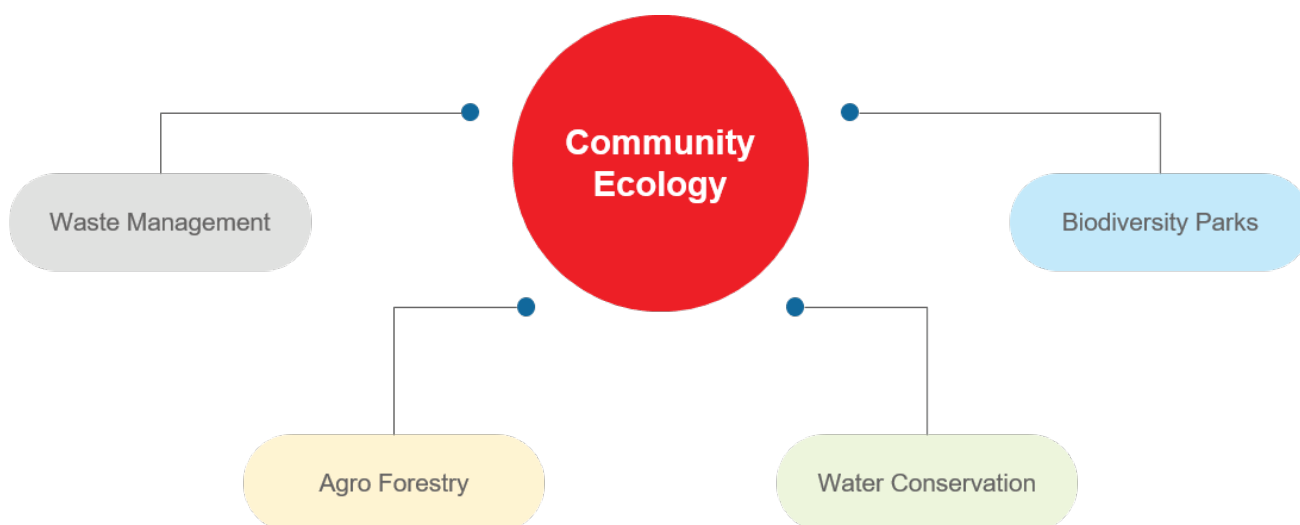 Community
Ecology
Waste Management
Biodiversity Parks
Agro Forestry
Water Conservation